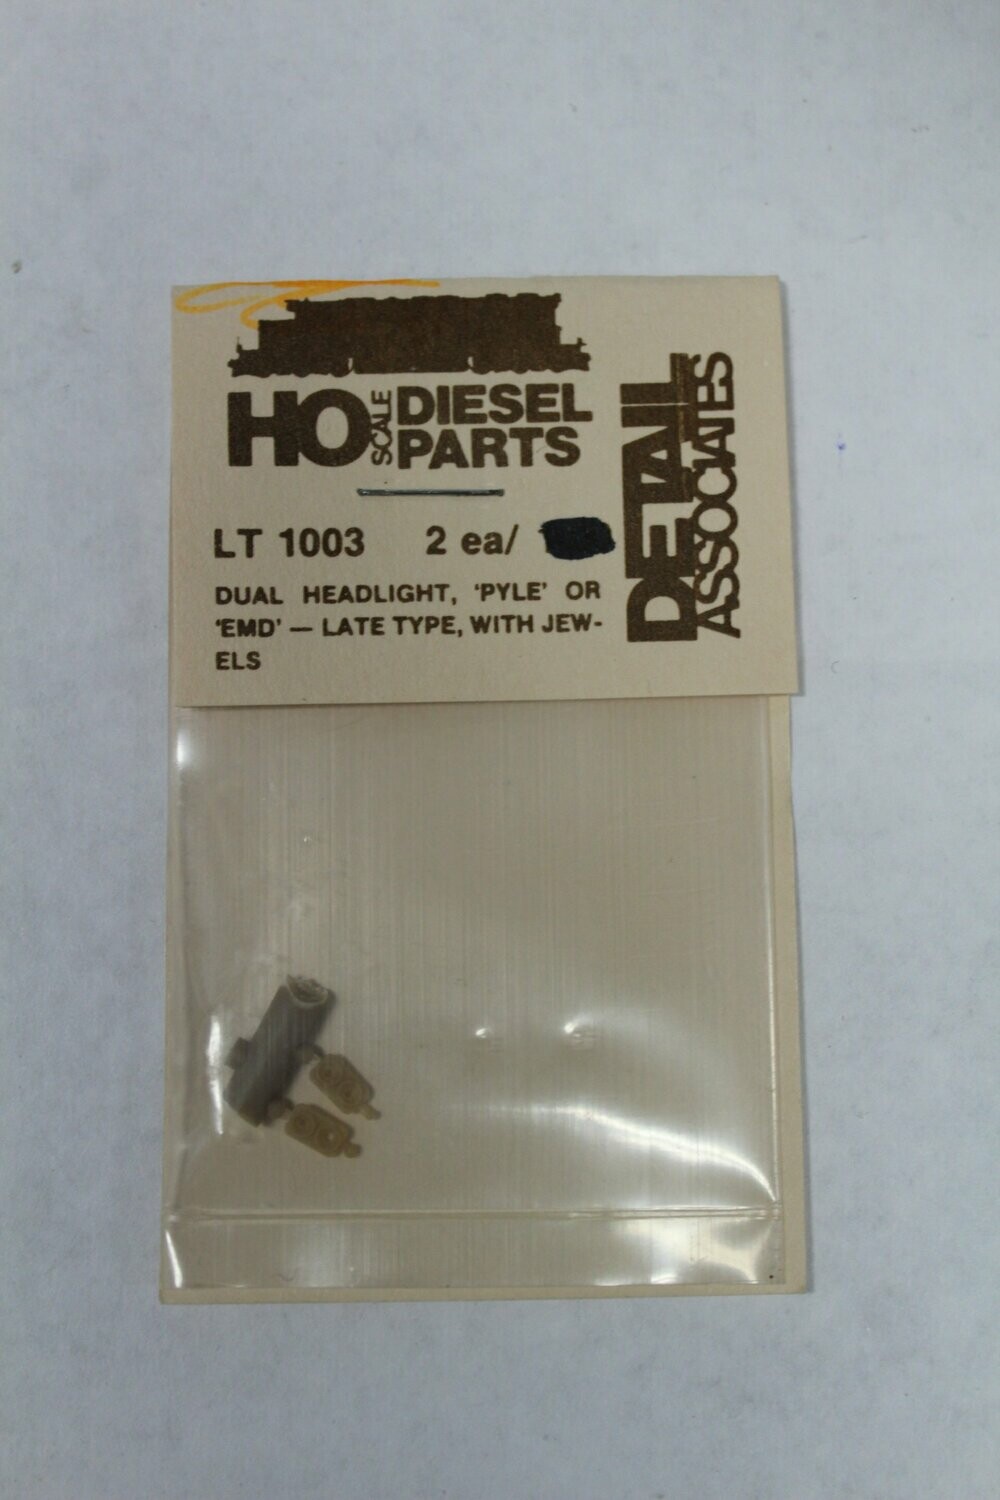 HO SCALE DIESEL
PARTS
LT 1003 2 ea/
DUAL HEADLIGHT, 'PYLE' OR
'EMD' — LATE TYPE, WITH JEW-
ELS
DETAIL
ASSOCIATES